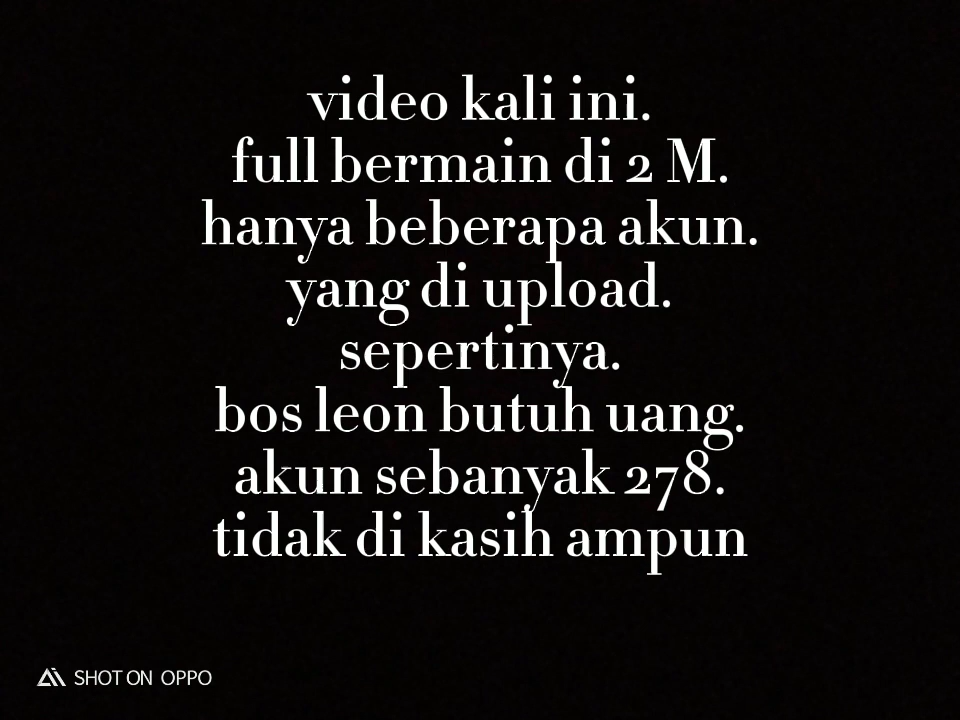 video kali ini.
full bermain di 2 M.
hanya beberapa akun.
yang di upload.
sepertinya.
bos leon butuh uang.
akun sebanyak 278.
tidak di kasih ampun
SHOT ON OPPO